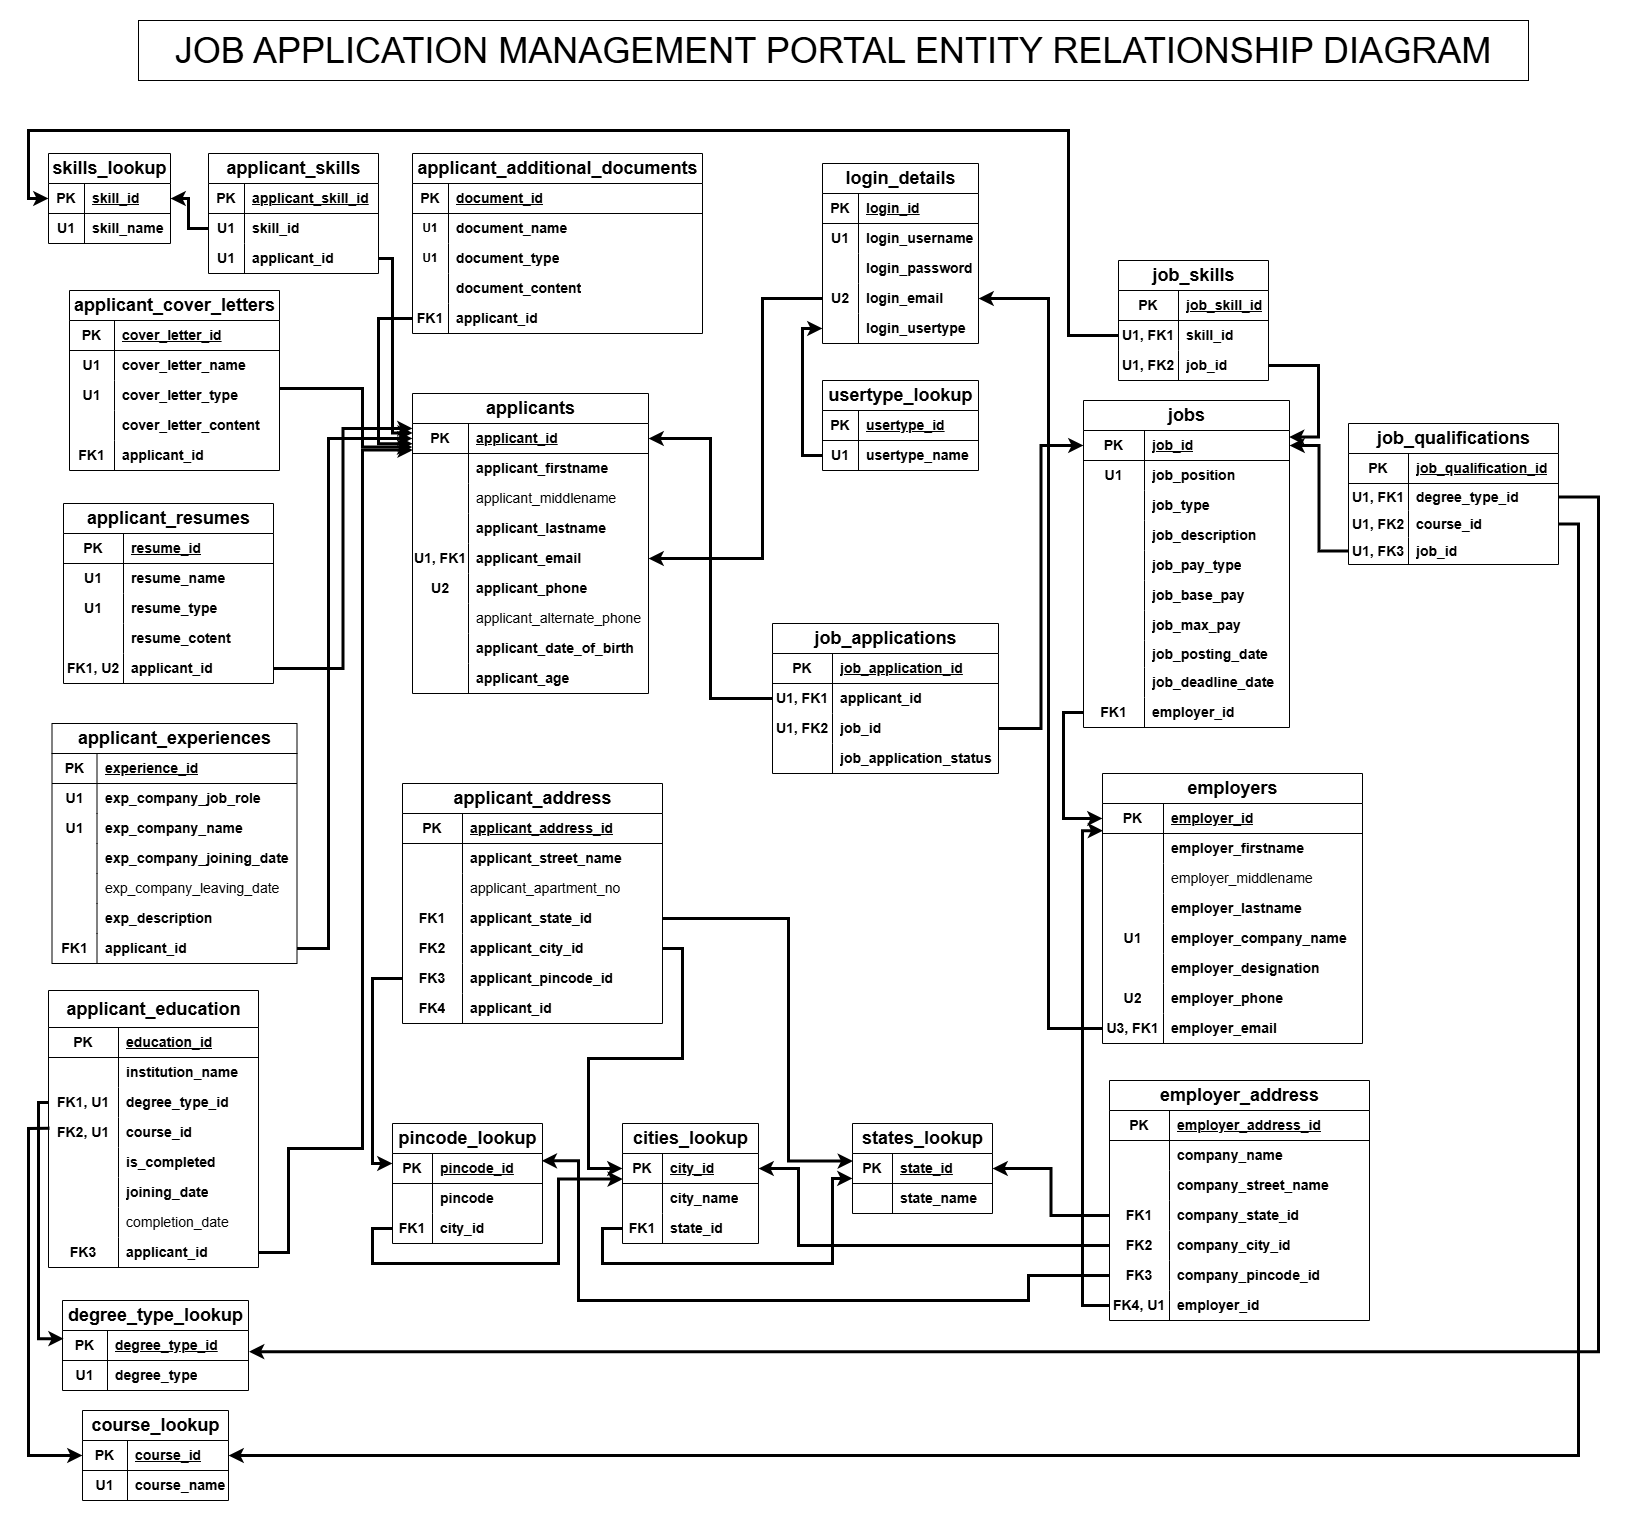 JOB APPLICATION MANAGEMENT PORTAL ENTITY RELATIONSHIP DIAGRAM
skills_lookup
PK skill_id
U1 skill_name
applicant_skills
PK applicant_skill_id
U1 skill_id
U1 applicant_id
applicant_additional_documents
PK document_id
U1 document_name
U1 document_type
document_content
FK1 applicant_id
login_details
PK login_id
U1 login_username
login_password
U2 login_email
login_usertype
job_skills
PK job_skill_id
U1, FK1 skill_id
U1, FK2 job_id
applicant_cover_letters
PK cover_letter_id
U1 cover_letter_name
U1 cover_letter_type
cover_letter_content
FK1 applicant_id
applicants
PK applicant_id
applicant_firstname
applicant_middlename
applicant_lastname
U1, FK1 applicant_email
U2 applicant_phone
applicant_alternate_phone
applicant_date_of_birth
applicant_age
usertype_lookup
PK usertype_id
U1 usertype_name
jobs
PK job_id
U1 job_position
job_type
job_description
job_pay_type
job_base_pay
job_max_pay
job_posting_date
job_deadline_date
FK1 employer_id
job_qualifications
PK job_qualification_id
U1, FK1 degree_type_id
U1, FK2 course_id
U1, FK3 job_id
applicant_resumes
PK resume_id
U1 resume_name
U1 resume_type
resume_cotent
FK1, U2 applicant_id
job_applications
PK job_application_id
U1, FK1 applicant_id
U1, FK2 job_id
job_application_status
applicant_experiences
PK experience_id
U1 exp_company_job_role
U1 exp_company_name
exp_company_joining_date
exp_company_leaving_date
exp_description
FK1 applicant_id
applicant_address
PK applicant_address_id
applicant_street_name
applicant_apartment_no
FK1 applicant_state_id
FK2 applicant_city_id
FK3 applicant_pincode_id
FK4 applicant_id
employers
PK employer_id
employer_firstname
employer_middlename
employer_lastname
U1 employer_company_name
employer_designation
U2 employer_phone
U3, FK1 employer_email
applicant_education
PK education_id
institution_name
FK1, U1 degree_type_id
FK2, U1 course_id
is_completed
joining_date
completion_date
FK3 applicant_id
pincode_lookup
PK pincode_id
pincode
FK1 city_id
cities_lookup
PK city_id
city_name
FK1 state_id
states_lookup
PK state_id
state_name
employer_address
PK employer_address_id
company_name
company_street_name
FK1 company_state_id
FK2 company_city_id
FK3 company_pincode_id
FK4, U1 employer_id
degree_type_lookup
PK degree_type_id
U1 degree_type
course_lookup
PK course_id
U1 course_name